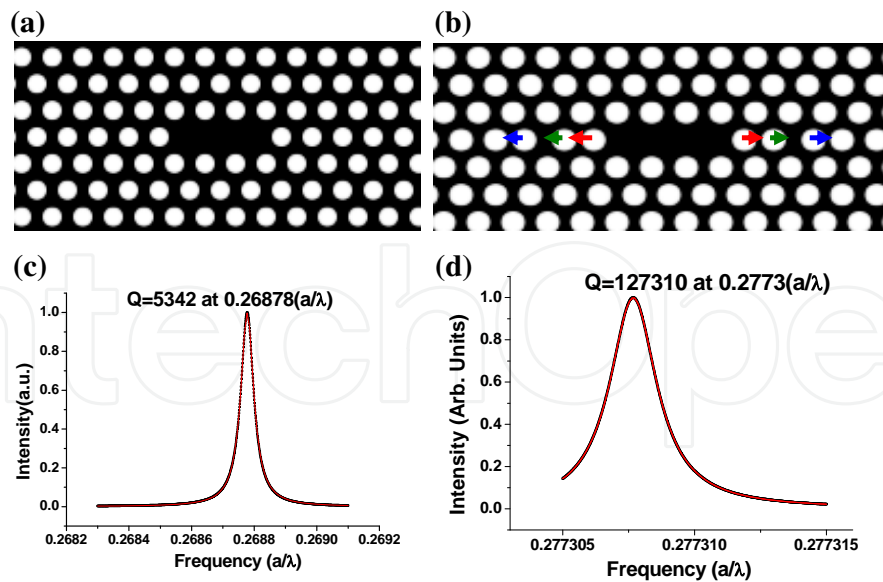 (a)
(b)
(c)
Q=5342 at 0.26878(a/λ)
1.0
0.8
0.6
0.4
0.2
0.0
Intensity(a.u.)
0.2682 0.2684 0.2686 0.2688 0.2690 0.2692
Frequency (a/λ)
(d)
Q=127310 at 0.2773(a/λ)
1.0
0.8
0.6
0.4
0.2
0.0
Intensity (Arb. Units)
0.277305 0.277310 0.277315
Frequency (a/λ)
ntechOpe